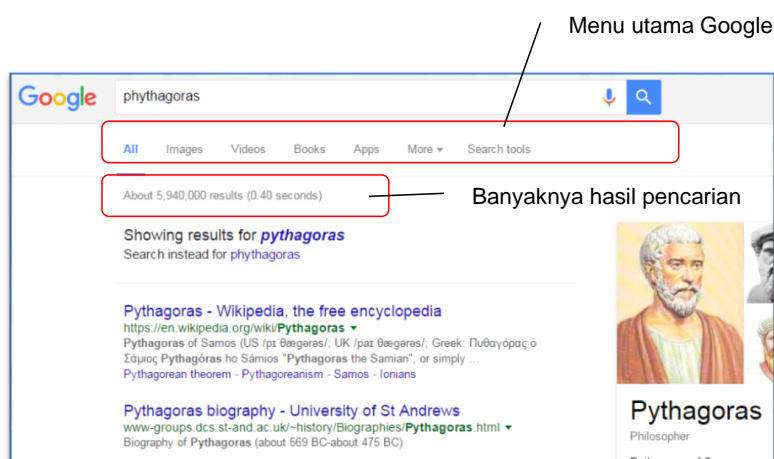 Menu utama Google
Google phythagoras
All Images Videos Books Apps More Search tools
About 5,940,000 results (0.40 seconds)
Banyaknya hasil pencarian
Showing results for pythagoras
Search instead for phythagoras
Pythagoras - Wikipedia, the free encyclopedia
https://en.wikipedia.org/wiki/Pythagoras
Pythagoras of Samos (US /pɪˈθæɡərəs/; UK /paɪˈθæɡərəs/; Greek: Πυθαγόρας ὁ
Σάμιος Pythagóras ho Sámios "Pythagoras the Samian", or simply ...
Pythagorean theorem - Pythagoreanism - Samos - Ionians
Pythagoras biography - University of St Andrews
www-groups.dcs.st-and.ac.uk/~history/Biographies/Pythagoras.html
Biography of Pythagoras (about 569 BC-about 475 BC)
Pythagoras
Philosopher